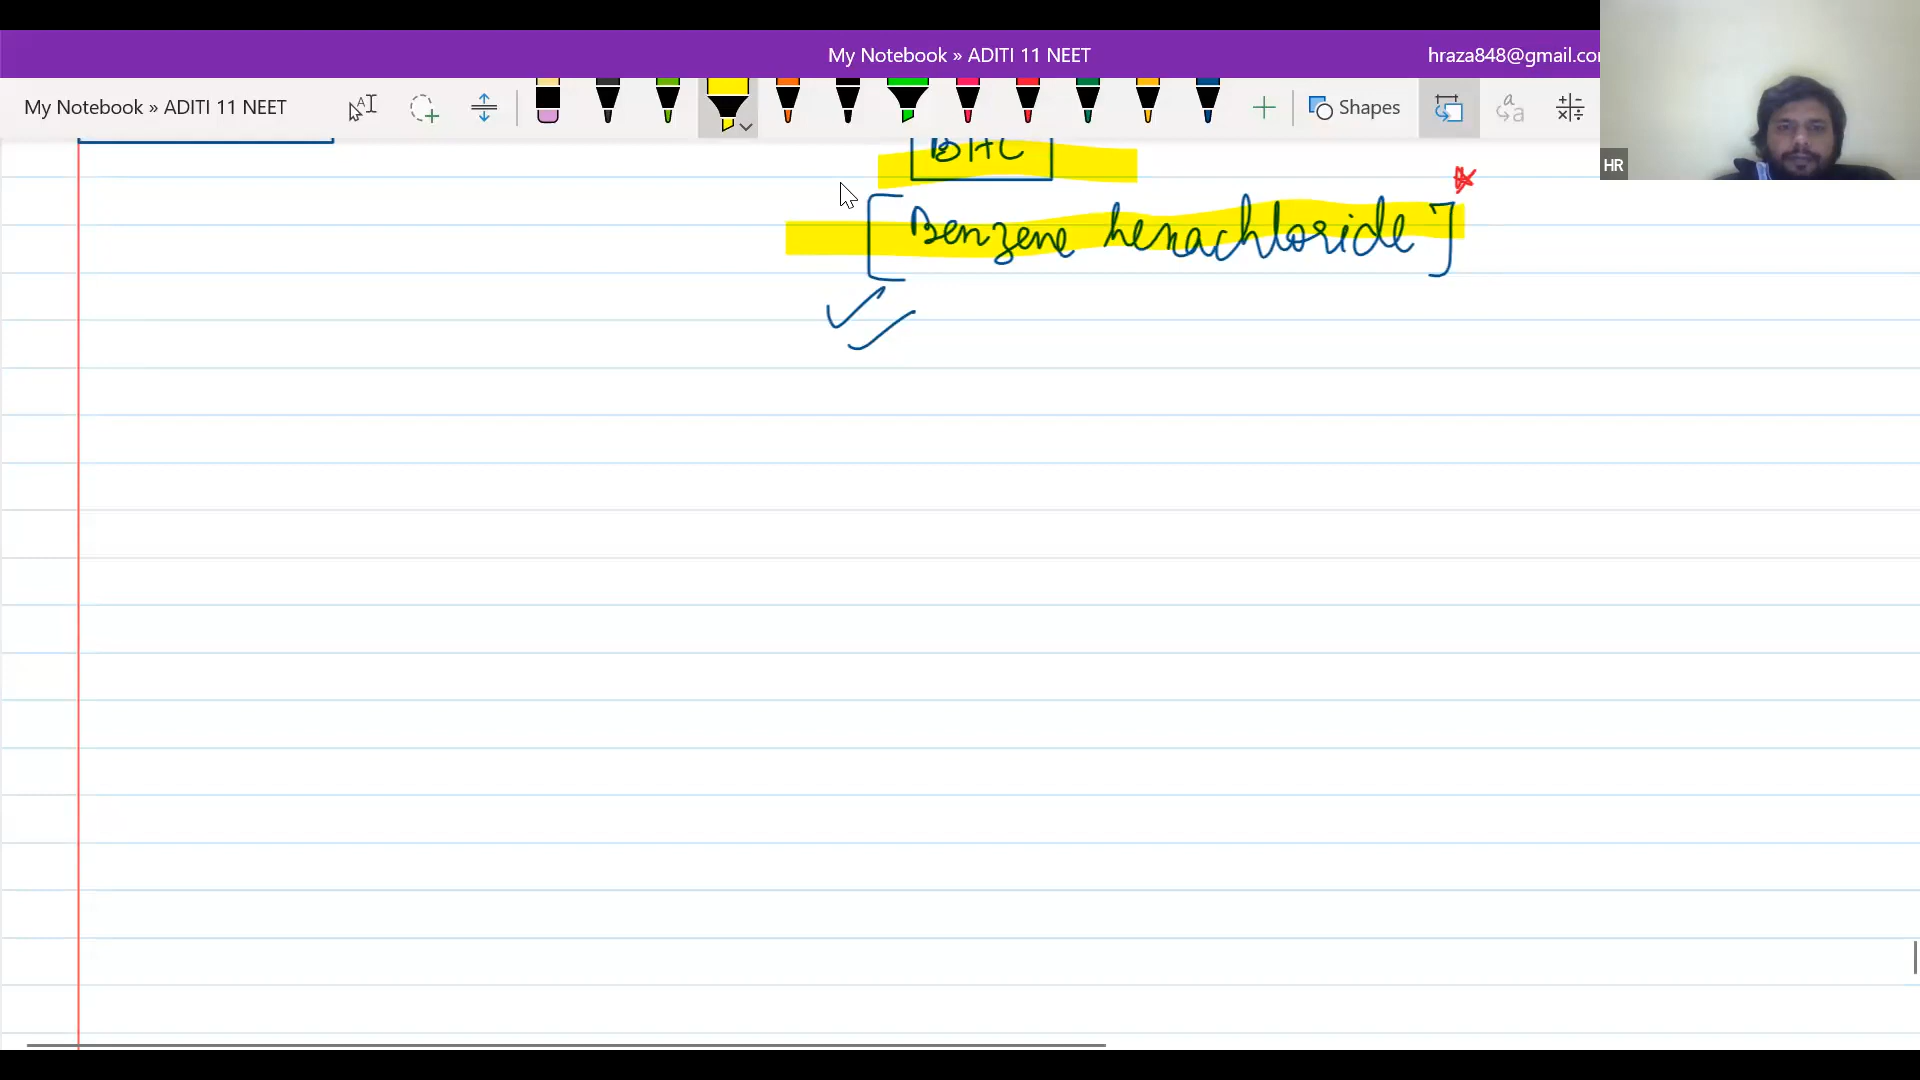 My Notebook » ADITI 11 NEET
hraza848@gmail.co
My Notebook » ADITI 11 NEET
Shapes
HR
BHC
[Benzene hexachloride]